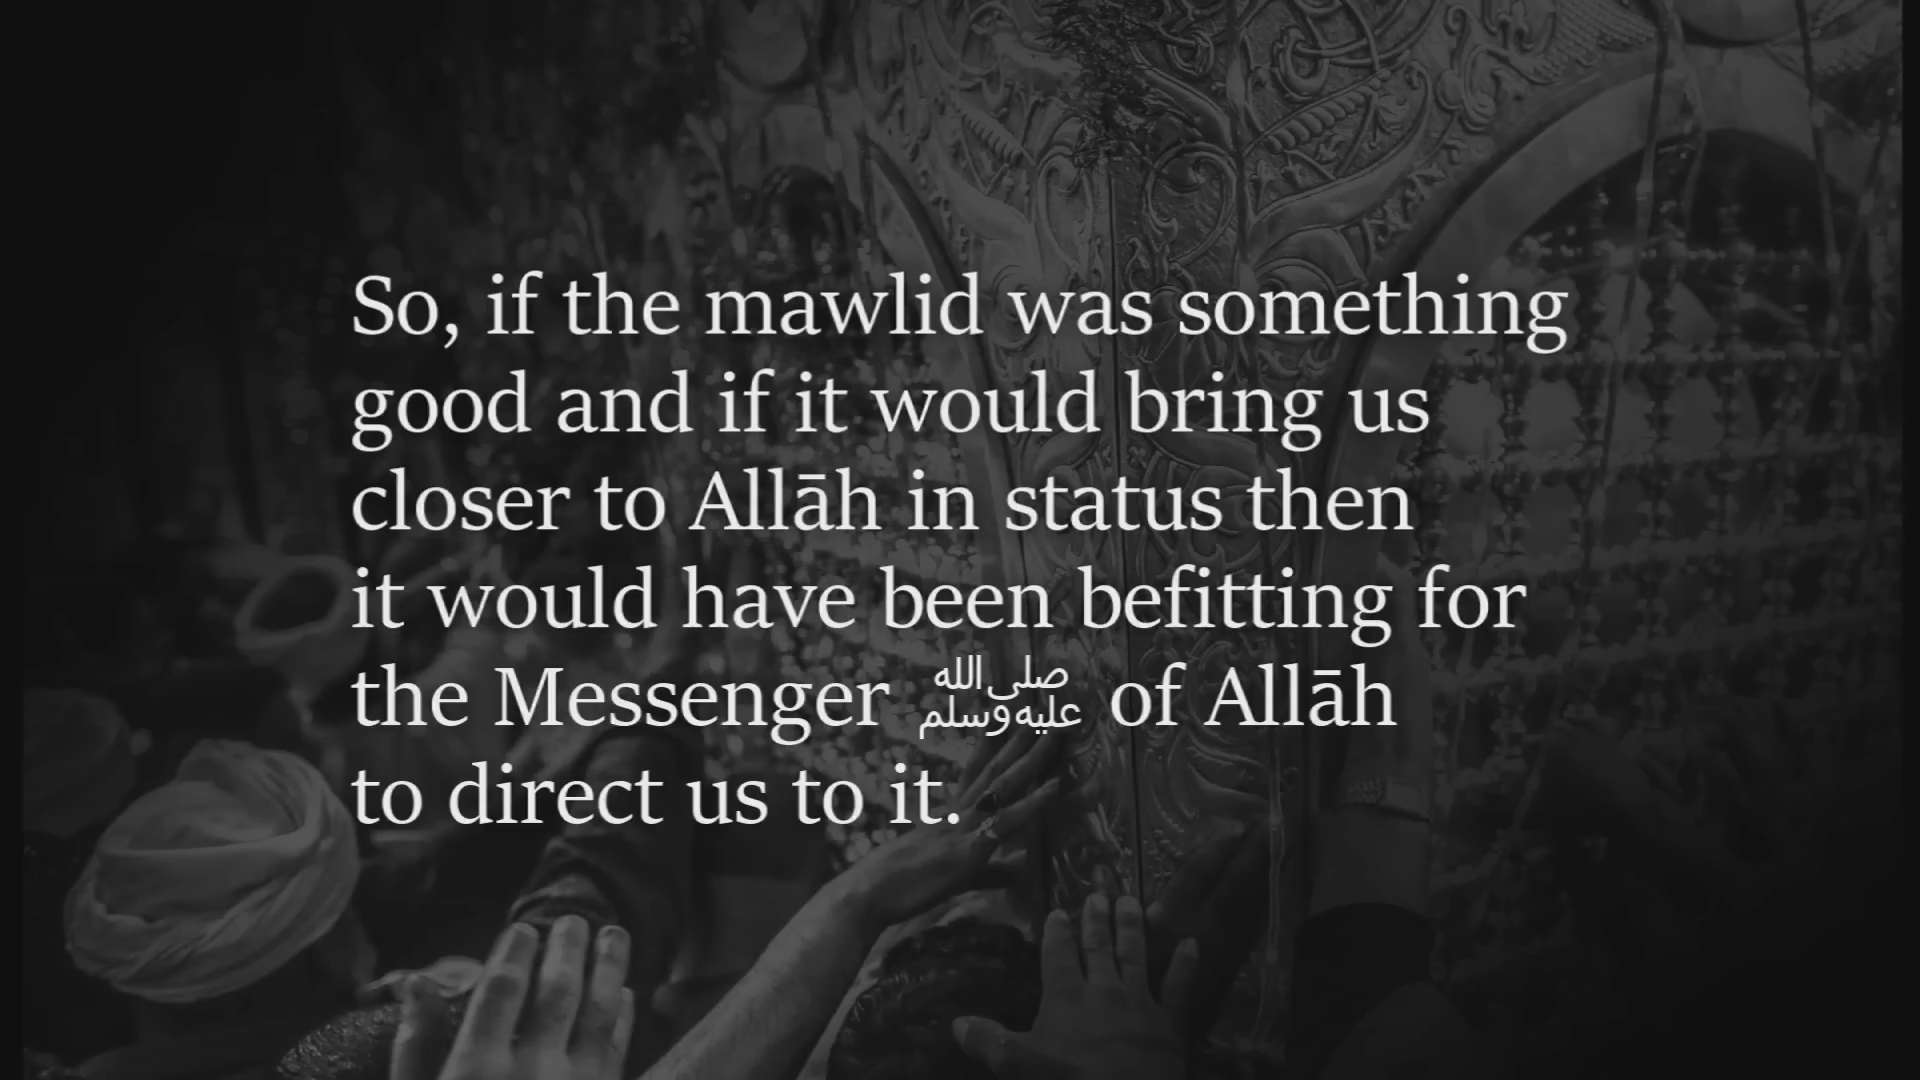 So, if the mawlid was something
good and if it would bring us
closer to Allāh in status then
it would have been befitting for
the Messenger ﷺ of Allāh
to direct us to it.